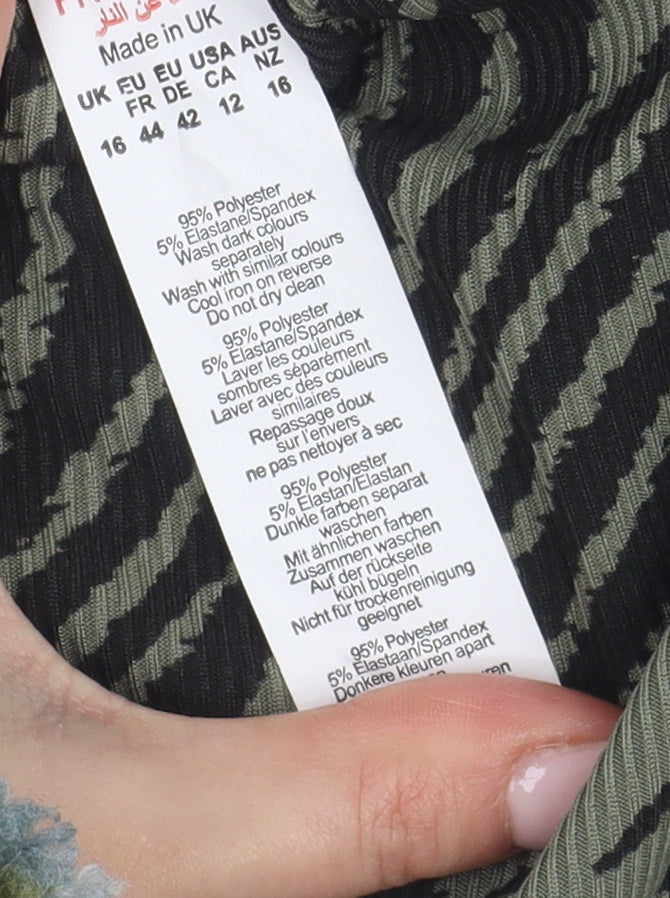 عن النار
Made in UK
UK EU EU USA AUS
FR DE CA NZ
16 44 42 12 16
95% Polyester
5% Elastane/Spandex
Wash dark colours
separately
Wash with similar colours
Cool iron on reverse
Do not dry clean
95% Polyester
5% Elastane/Spandex
Laver les couleurs
sombres séparément
Laver avec des couleurs
similaires
Repassage doux
sur l'envers
ne pas nettoyer à sec
95% Polyester
5% Elastan/Elastan
Dunkle farben separat
waschen
Mit ähnlichen farben
Zusammen waschen
Auf der rückseite
kühl bügeln
Nicht für trockenreinigung
geeignet
95% Polyester
5% Elastaan/Spandex
Donkere kleuren apart